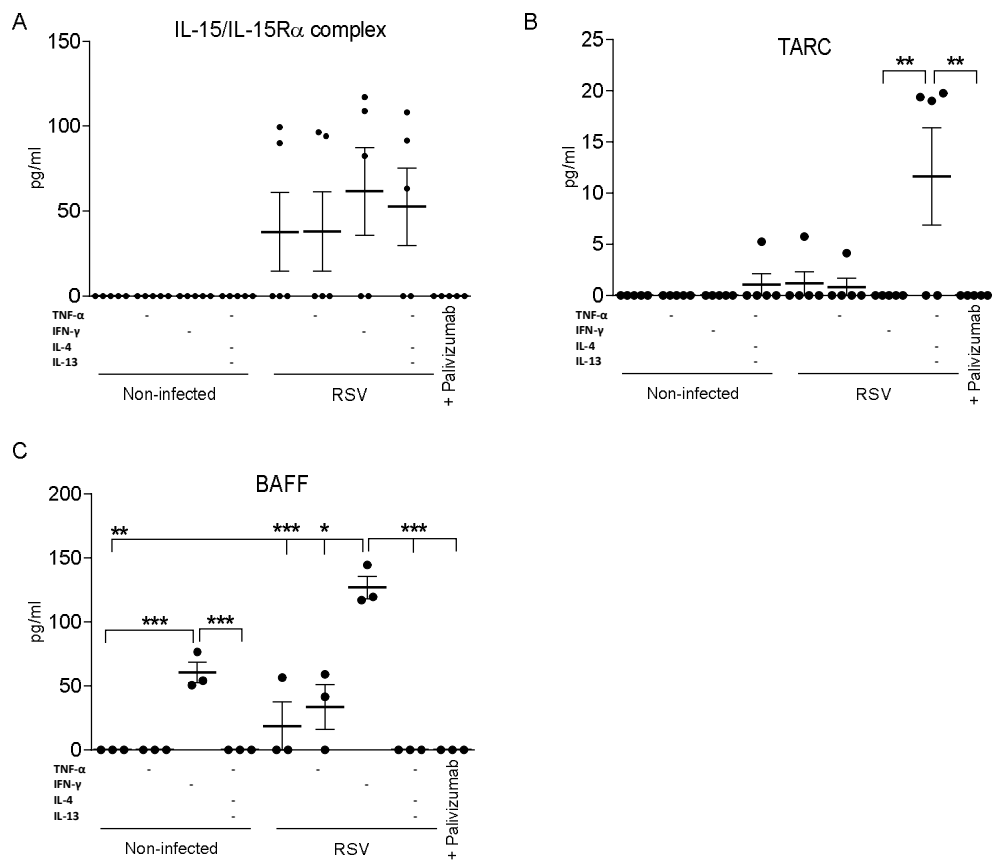 A
IL-15/IL-15Rα complex
150
100
50
0
pg/ml
TNF-α - - - -
IFN-γ - -
IL-4 - -
IL-13 - -
Non-infected
RSV
+ Palivizumab
B
TARC
25
20
15
10
5
0
pg/ml
** **
TNF-α - - - -
IFN-γ - -
IL-4 - -
IL-13 - -
Non-infected
RSV
+ Palivizumab
C
BAFF
200
150
100
50
0
pg/ml
** *** * ***
*** ***
TNF-α - - - -
IFN-γ - -
IL-4 - -
IL-13 - -
Non-infected
RSV
+ Palivizumab